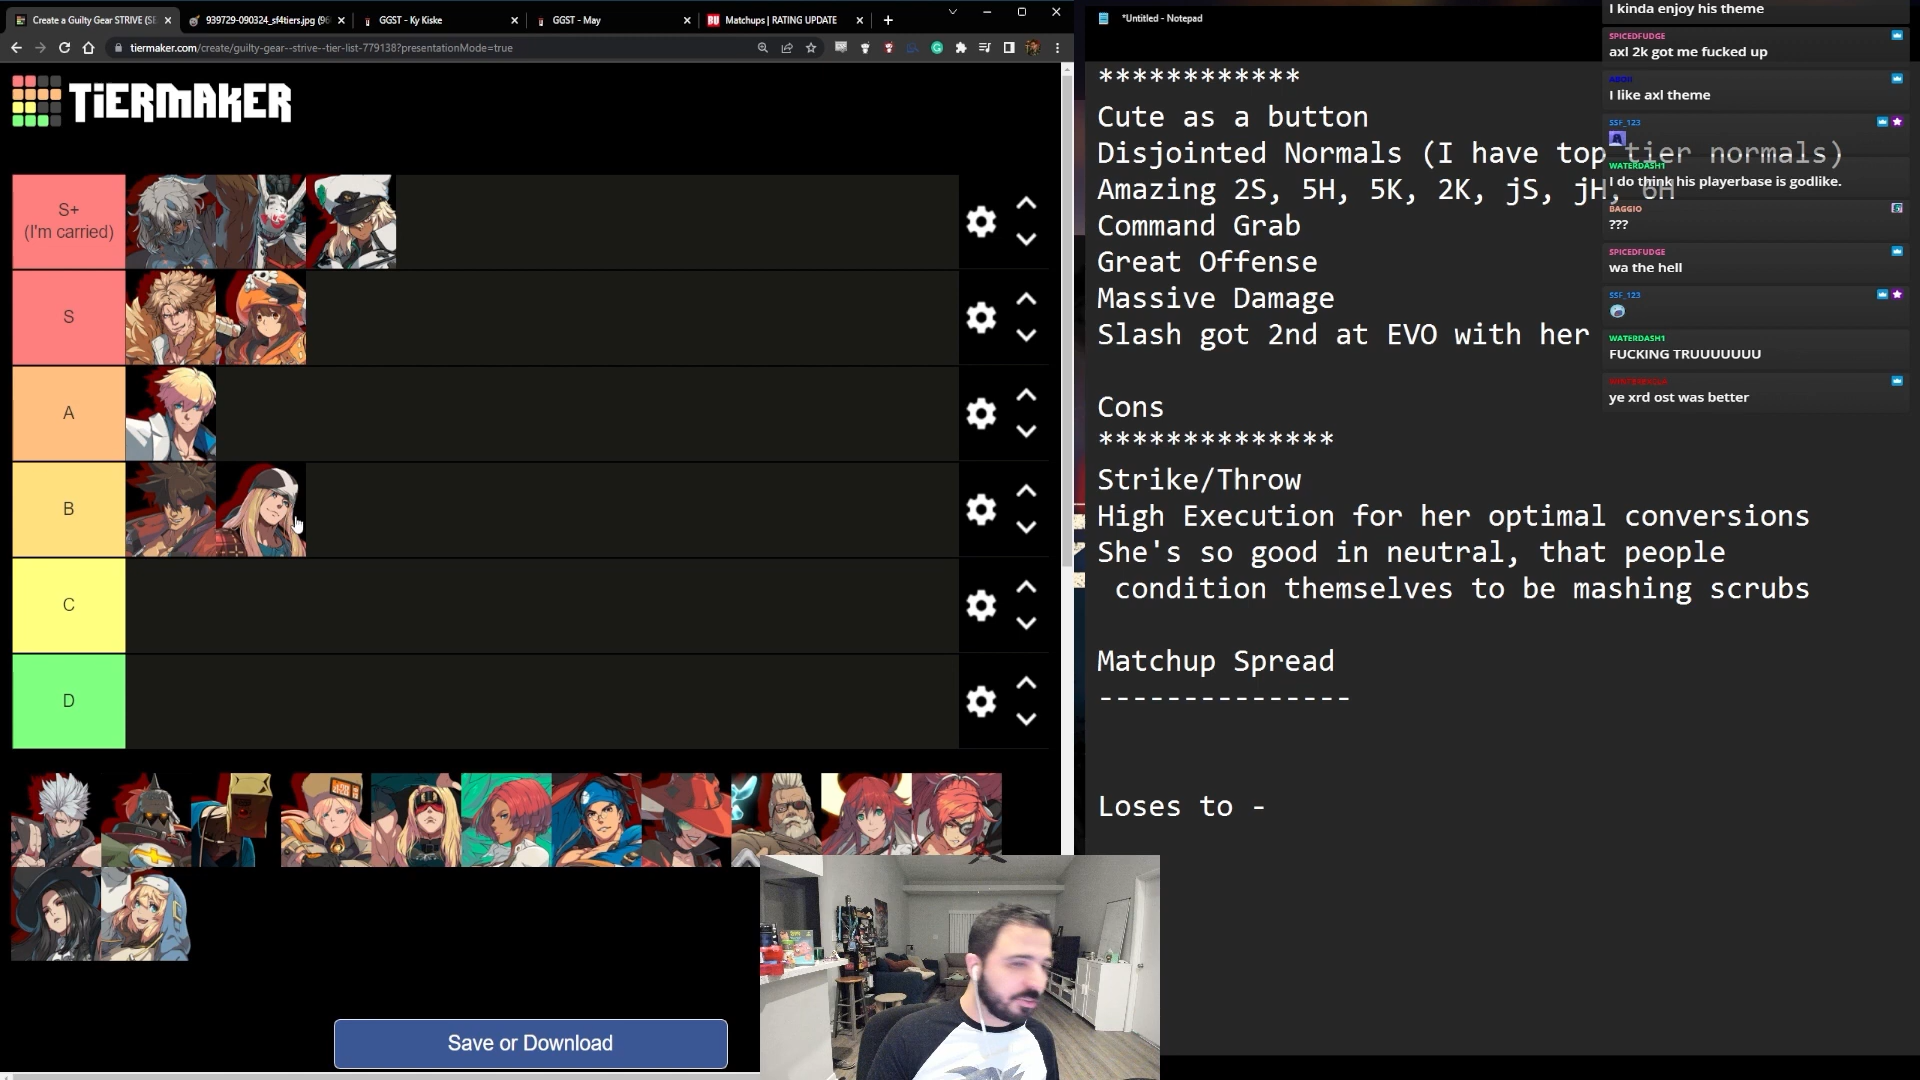 Create a Guilty Gear STRIVE (SE
939729-090324_sf4tiers.jpg (96
GGST - Ky Kiske
GGST - May
BU
Matchups | RATING UPDATE
tiermaker.com/create/guilty-gear--strive--tier-list-779138?presentationMode=true
TiERMAKER
S+
(I'm carried)
S
A
B
C
D
Save or Download
*Untitled - Notepad
************
Cute as a button
Disjointed Normals (I have top tier normals)
Amazing 2S, 5H, 5K, 2K, jS, jH, 6H
Command Grab
Great Offense
Massive Damage
Slash got 2nd at EVO with her
Cons
**************
Strike/Throw
High Execution for her optimal conversions
She's so good in neutral, that people
condition themselves to be mashing scrubs
Matchup Spread
---------------
Loses to -
I kinda enjoy his theme
SPICEDFUDGE
axl 2k got me fucked up
I like axl theme
SSF_123
WATERDASH1
I do think his playerbase is godlike.
BAGGIO
???
SPICEDFUDGE
wa the hell
SSF_123
WATERDASH1
FUCKING TRUUUUUUU
ye xrd ost was better